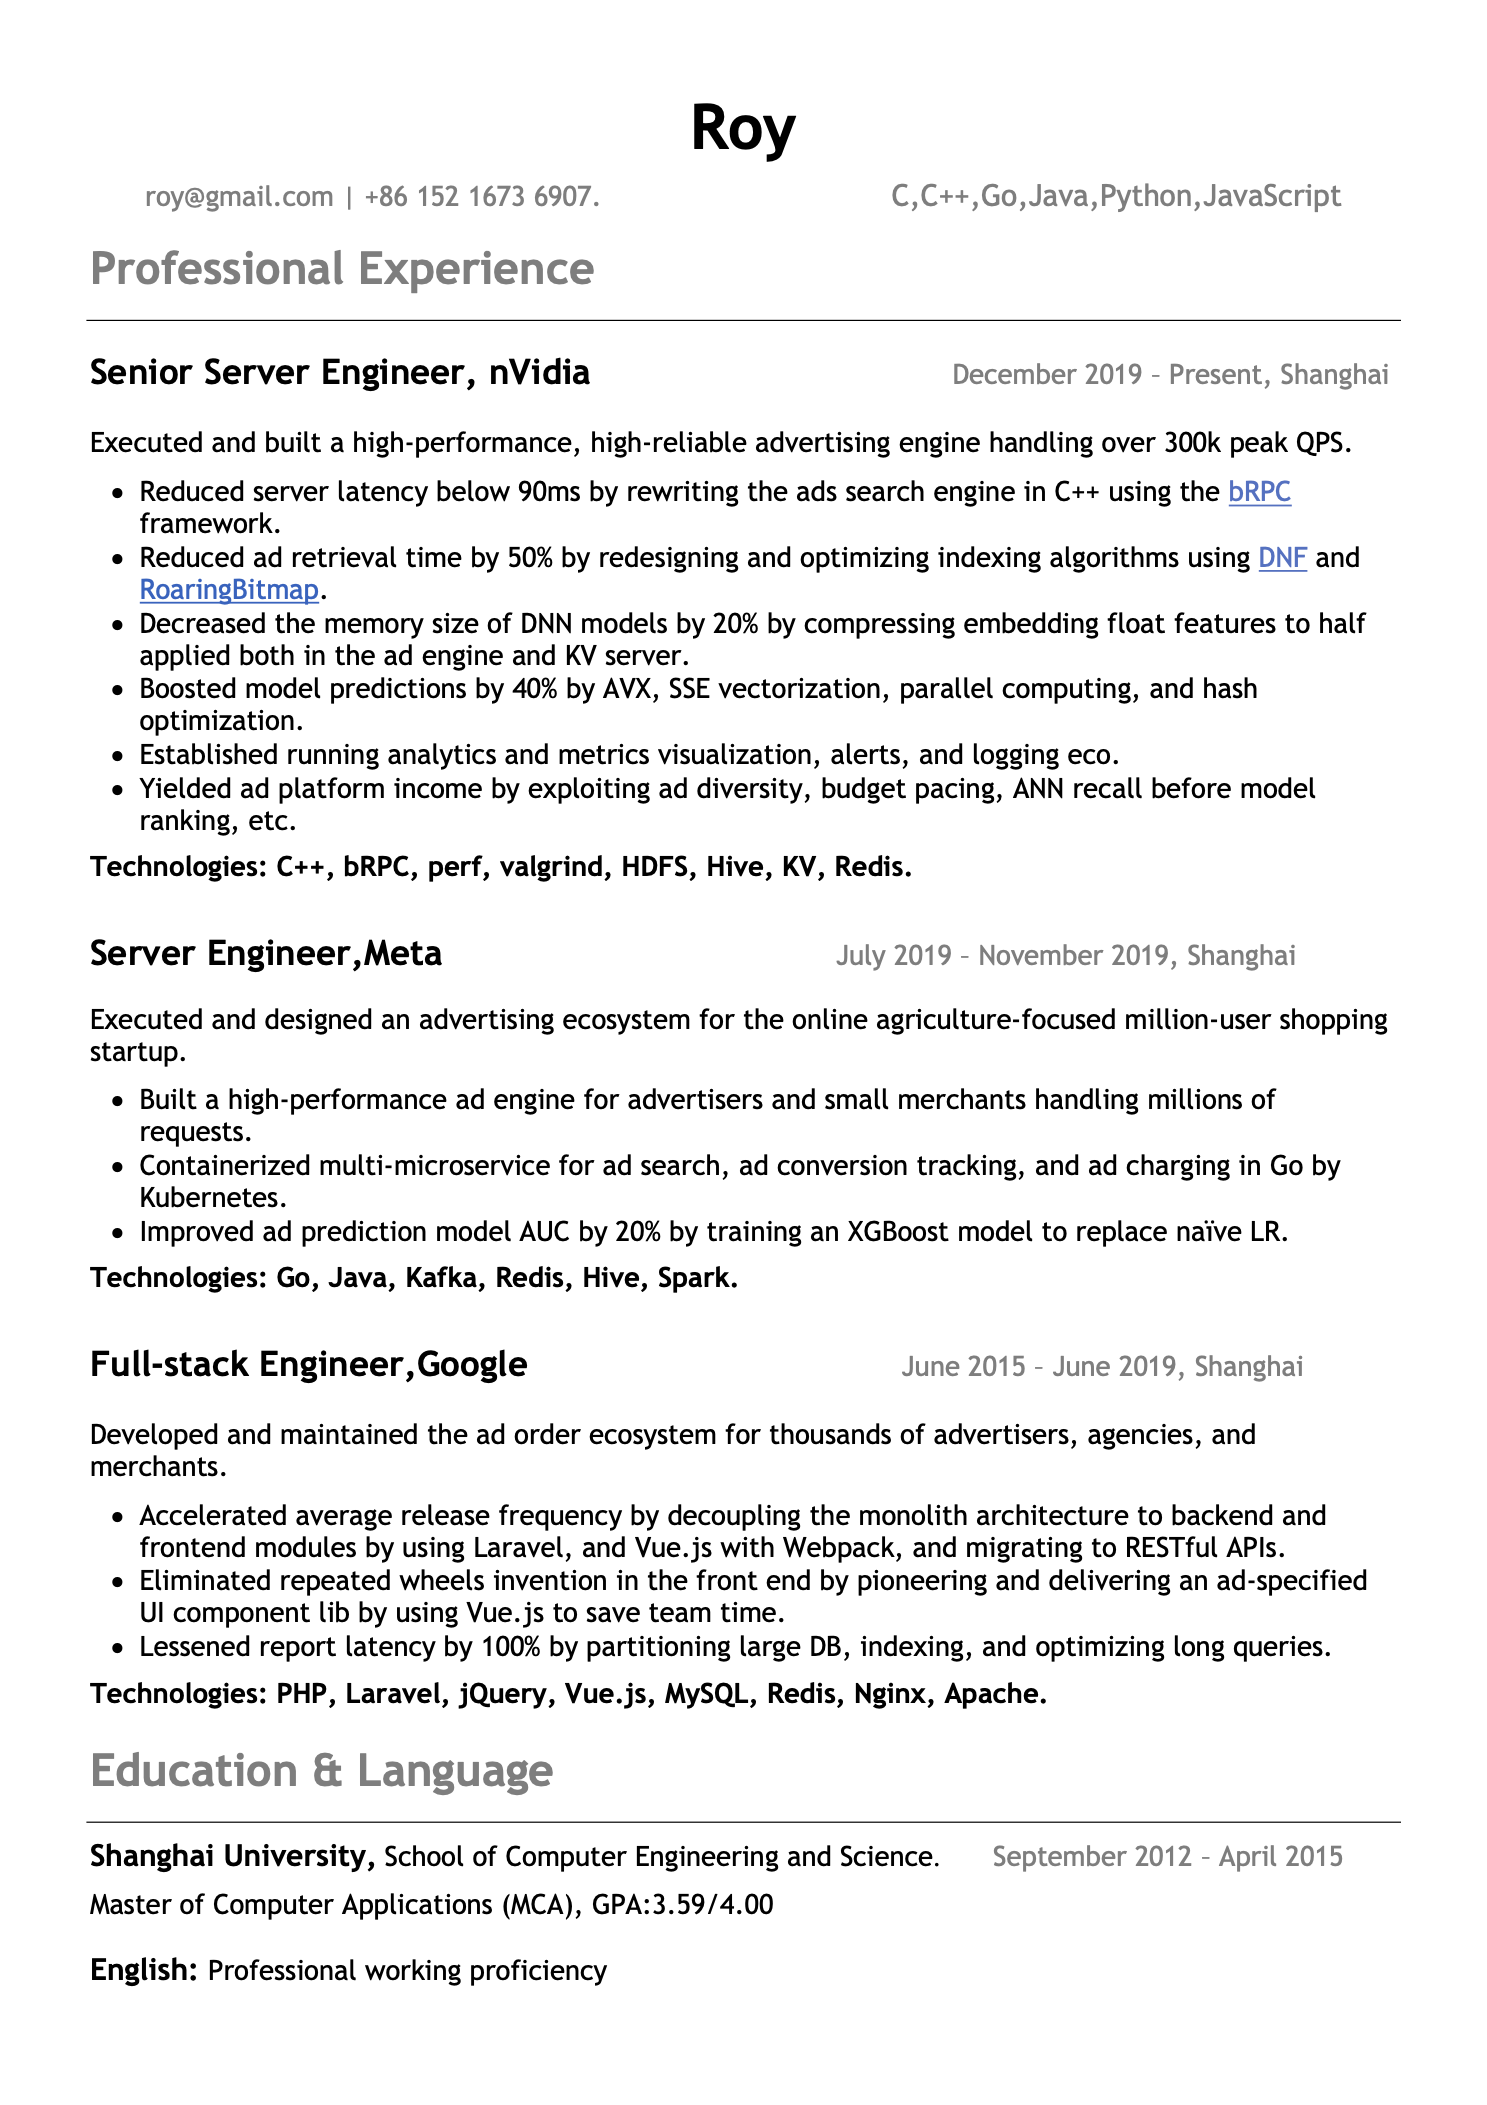 Roy
roy@gmail.com | +86 152 1673 6907. C,C++,Go,Java,Python,JavaScript
Professional Experience
Senior Server Engineer, nVidia December 2019 – Present, Shanghai
Executed and built a high-performance, high-reliable advertising engine handling over 300k peak QPS.
• Reduced server latency below 90ms by rewriting the ads search engine in C++ using the bRPC
framework.
• Reduced ad retrieval time by 50% by redesigning and optimizing indexing algorithms using DNF and
RoaringBitmap.
• Decreased the memory size of DNN models by 20% by compressing embedding float features to half
applied both in the ad engine and KV server.
• Boosted model predictions by 40% by AVX, SSE vectorization, parallel computing, and hash
optimization.
• Established running analytics and metrics visualization, alerts, and logging eco.
• Yielded ad platform income by exploiting ad diversity, budget pacing, ANN recall before model
ranking, etc.
Technologies: C++, bRPC, perf, valgrind, HDFS, Hive, KV, Redis.
Server Engineer,Meta July 2019 – November 2019, Shanghai
Executed and designed an advertising ecosystem for the online agriculture-focused million-user shopping
startup.
• Built a high-performance ad engine for advertisers and small merchants handling millions of
requests.
• Containerized multi-microservice for ad search, ad conversion tracking, and ad charging in Go by
Kubernetes.
• Improved ad prediction model AUC by 20% by training an XGBoost model to replace naïve LR.
Technologies: Go, Java, Kafka, Redis, Hive, Spark.
Full-stack Engineer,Google June 2015 – June 2019, Shanghai
Developed and maintained the ad order ecosystem for thousands of advertisers, agencies, and
merchants.
• Accelerated average release frequency by decoupling the monolith architecture to backend and
frontend modules by using Laravel, and Vue.js with Webpack, and migrating to RESTful APIs.
• Eliminated repeated wheels invention in the front end by pioneering and delivering an ad-specified
UI component lib by using Vue.js to save team time.
• Lessened report latency by 100% by partitioning large DB, indexing, and optimizing long queries.
Technologies: PHP, Laravel, jQuery, Vue.js, MySQL, Redis, Nginx, Apache.
Education & Language
Shanghai University, School of Computer Engineering and Science. September 2012 – April 2015
Master of Computer Applications (MCA), GPA:3.59/4.00
English: Professional working proficiency